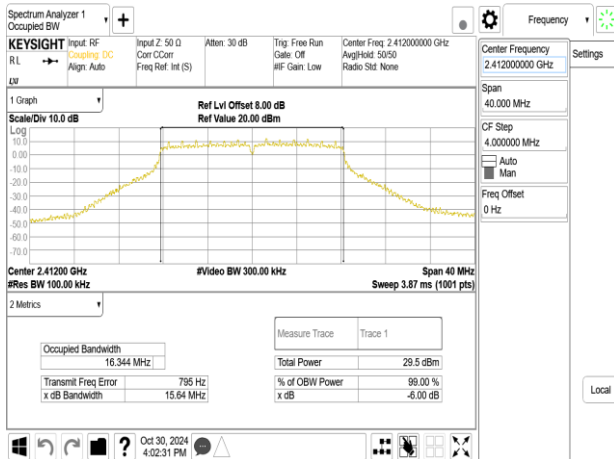 Spectrum Analyzer 1
Occupied BW
Frequency
KEYSIGHT
RL
LXI
Input: RF
Coupling: DC
Align: Auto
Input Z: 50 Ω
Corr CCorr
Freq Ref: Int (S)
Atten: 30 dB
Trig: Free Run
Gate: Off
#IF Gain: Low
Center Freq: 2.412000000 GHz
Avg|Hold: 50/50
Radio Std: None
Center Frequency
2.412000000 GHz
Settings
Span
40.000 MHz
CF Step
4.000000 MHz
Auto
Man
Freq Offset
0 Hz
Local
1 Graph
Scale/Div 10.0 dB
Ref Lvl Offset 8.00 dB
Ref Value 20.00 dBm
Log
10.0
0.00
-10.0
-20.0
-30.0
-40.0
-50.0
-60.0
-70.0
Center 2.41200 GHz
#Res BW 100.00 kHz
#Video BW 300.00 kHz
Span 40 MHz
Sweep 3.87 ms (1001 pts)
2 Metrics
Measure Trace Trace 1
Occupied Bandwidth
16.344 MHz
Total Power 29.5 dBm
Transmit Freq Error 795 Hz
% of OBW Power 99.00 %
x dB Bandwidth 15.64 MHz
x dB -6.00 dB
Oct 30, 2024
4:02:31 PM